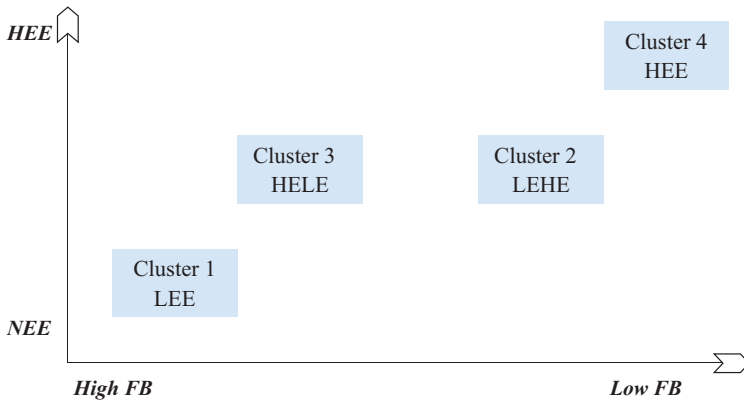 HEE
Cluster 4
HEE
Cluster 3
HELE
Cluster 2
LEHE
Cluster 1
LEE
NEE
High FB
Low FB